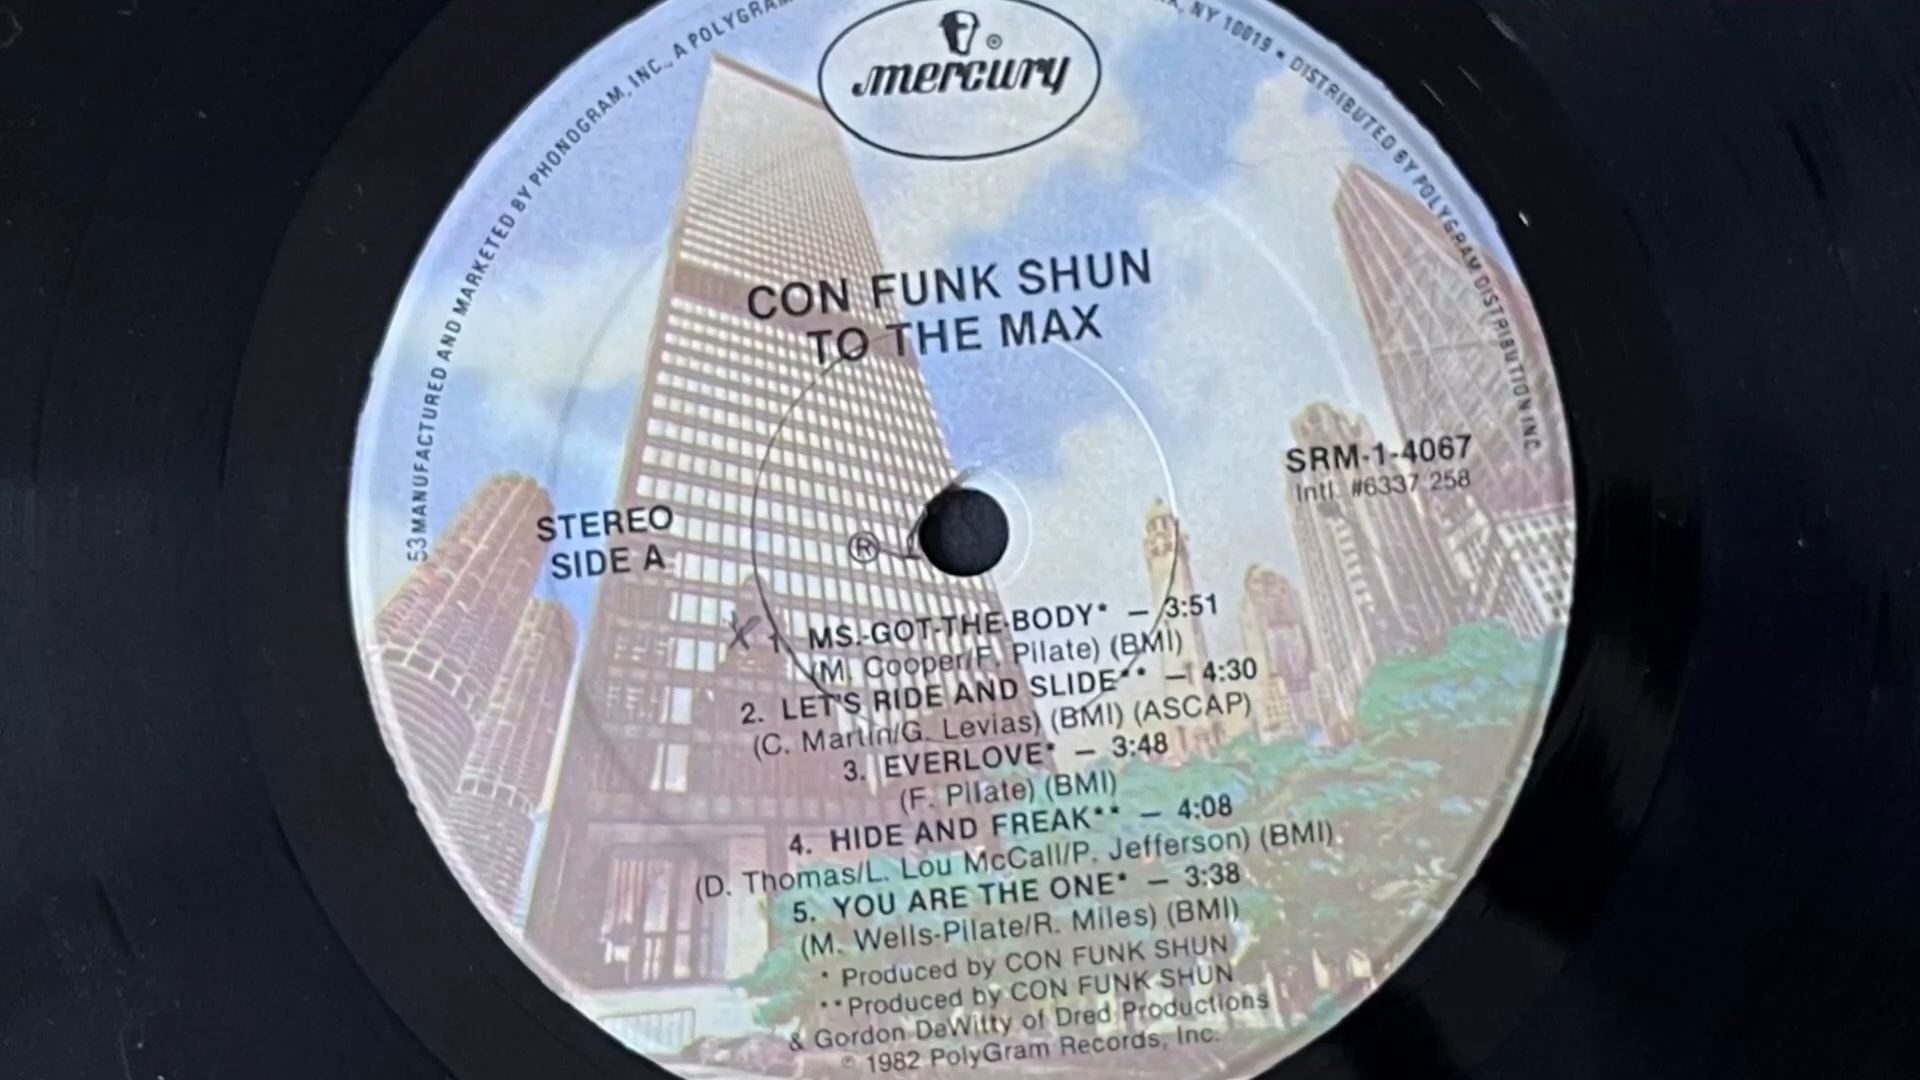 mercury ®
53 MANUFACTURED AND MARKETED BY PHONOGRAM, INC., A POLYGRAM
NY 10019 • DISTRIBUTED BY POLYGRAM DISTRIBUTION INC
CON FUNK SHUN
TO THE MAX
SRM-1-4067
Intl. #6337 258
STEREO
SIDE A
®
1. MS.-GOT-THE-BODY* – 3:51
(M. Cooper/F. Pilate) (BMI)
2. LET'S RIDE AND SLIDE** – 4:30
(C. Martin/G. Levias) (BMI) (ASCAP)
3. EVERLOVE* – 3:48
(F. Pilate) (BMI)
4. HIDE AND FREAK** – 4:08
(D. Thomas/L. Lou McCall/P. Jefferson) (BMI)
5. YOU ARE THE ONE* – 3:38
(M. Wells-Pilate/R. Miles) (BMI)
* Produced by CON FUNK SHUN
**Produced by CON FUNK SHUN
& Gordon DeWitty of Dred Productions
℗ 1982 PolyGram Records, Inc.